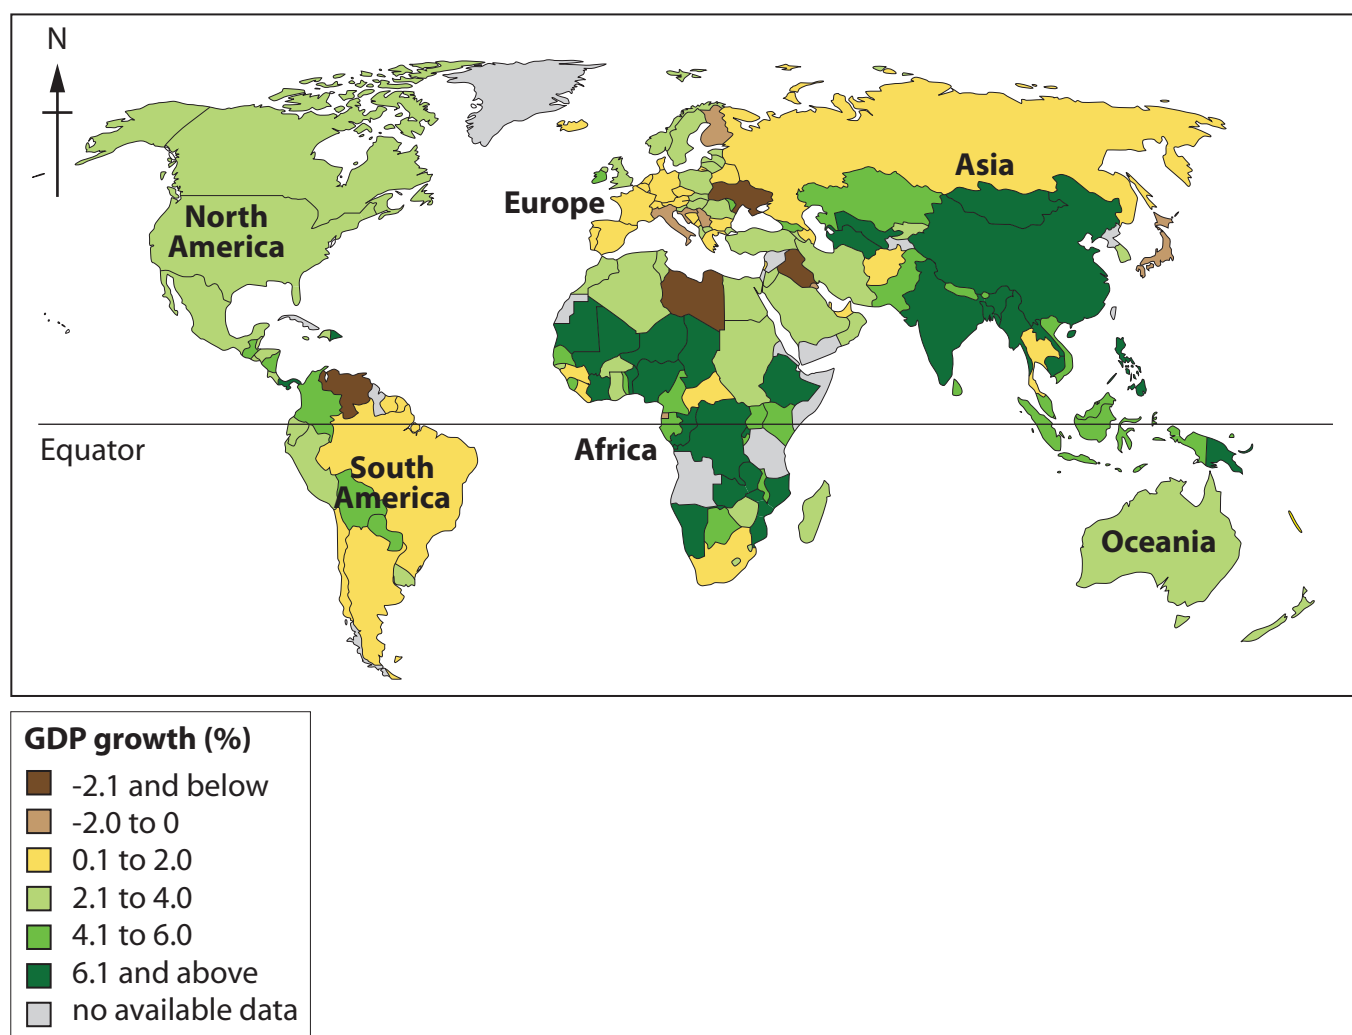 N
Asia
Europe
North
America
Equator
Africa
South
America
Oceania
GDP growth (%)
-2.1 and below
-2.0 to 0
0.1 to 2.0
2.1 to 4.0
4.1 to 6.0
6.1 and above
no available data